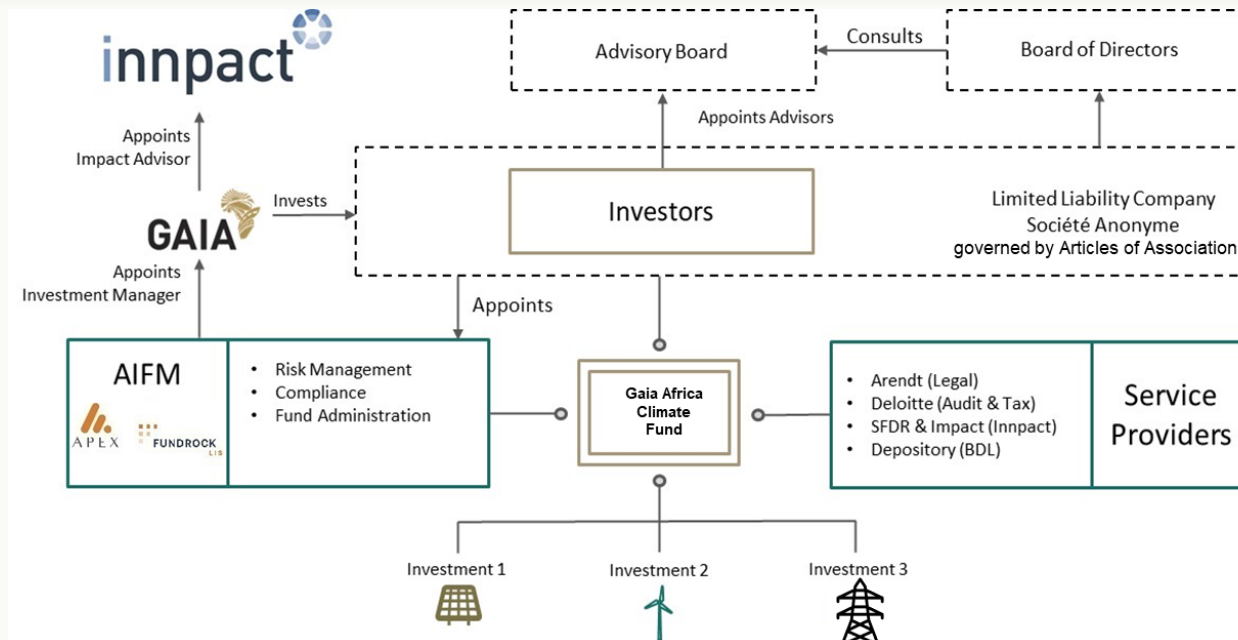 innpact
Advisory Board
Consults
Board of Directors
Appoints
Impact Advisor
Appoints Advisors
GAIA
Invests
Investors
Limited Liability Company
Société Anonyme
governed by Articles of Association
Appoints
Investment Manager
Appoints
AIFM
APEX
FUNDROCK
LIS
• Risk Management
• Compliance
• Fund Administration
Gaia Africa
Climate
Fund
• Arendt (Legal)
• Deloitte (Audit & Tax)
• SFDR & Impact (Innpact)
• Depository (BDL)
Service
Providers
Investment 1
Investment 2
Investment 3